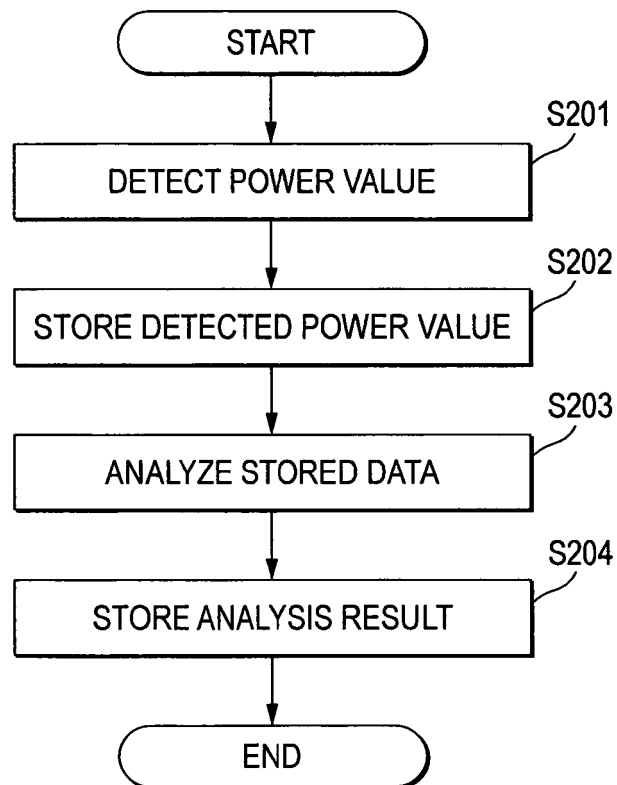 START
S201
DETECT POWER VALUE
S202
STORE DETECTED POWER VALUE
S203
ANALYZE STORED DATA
S204
STORE ANALYSIS RESULT
END